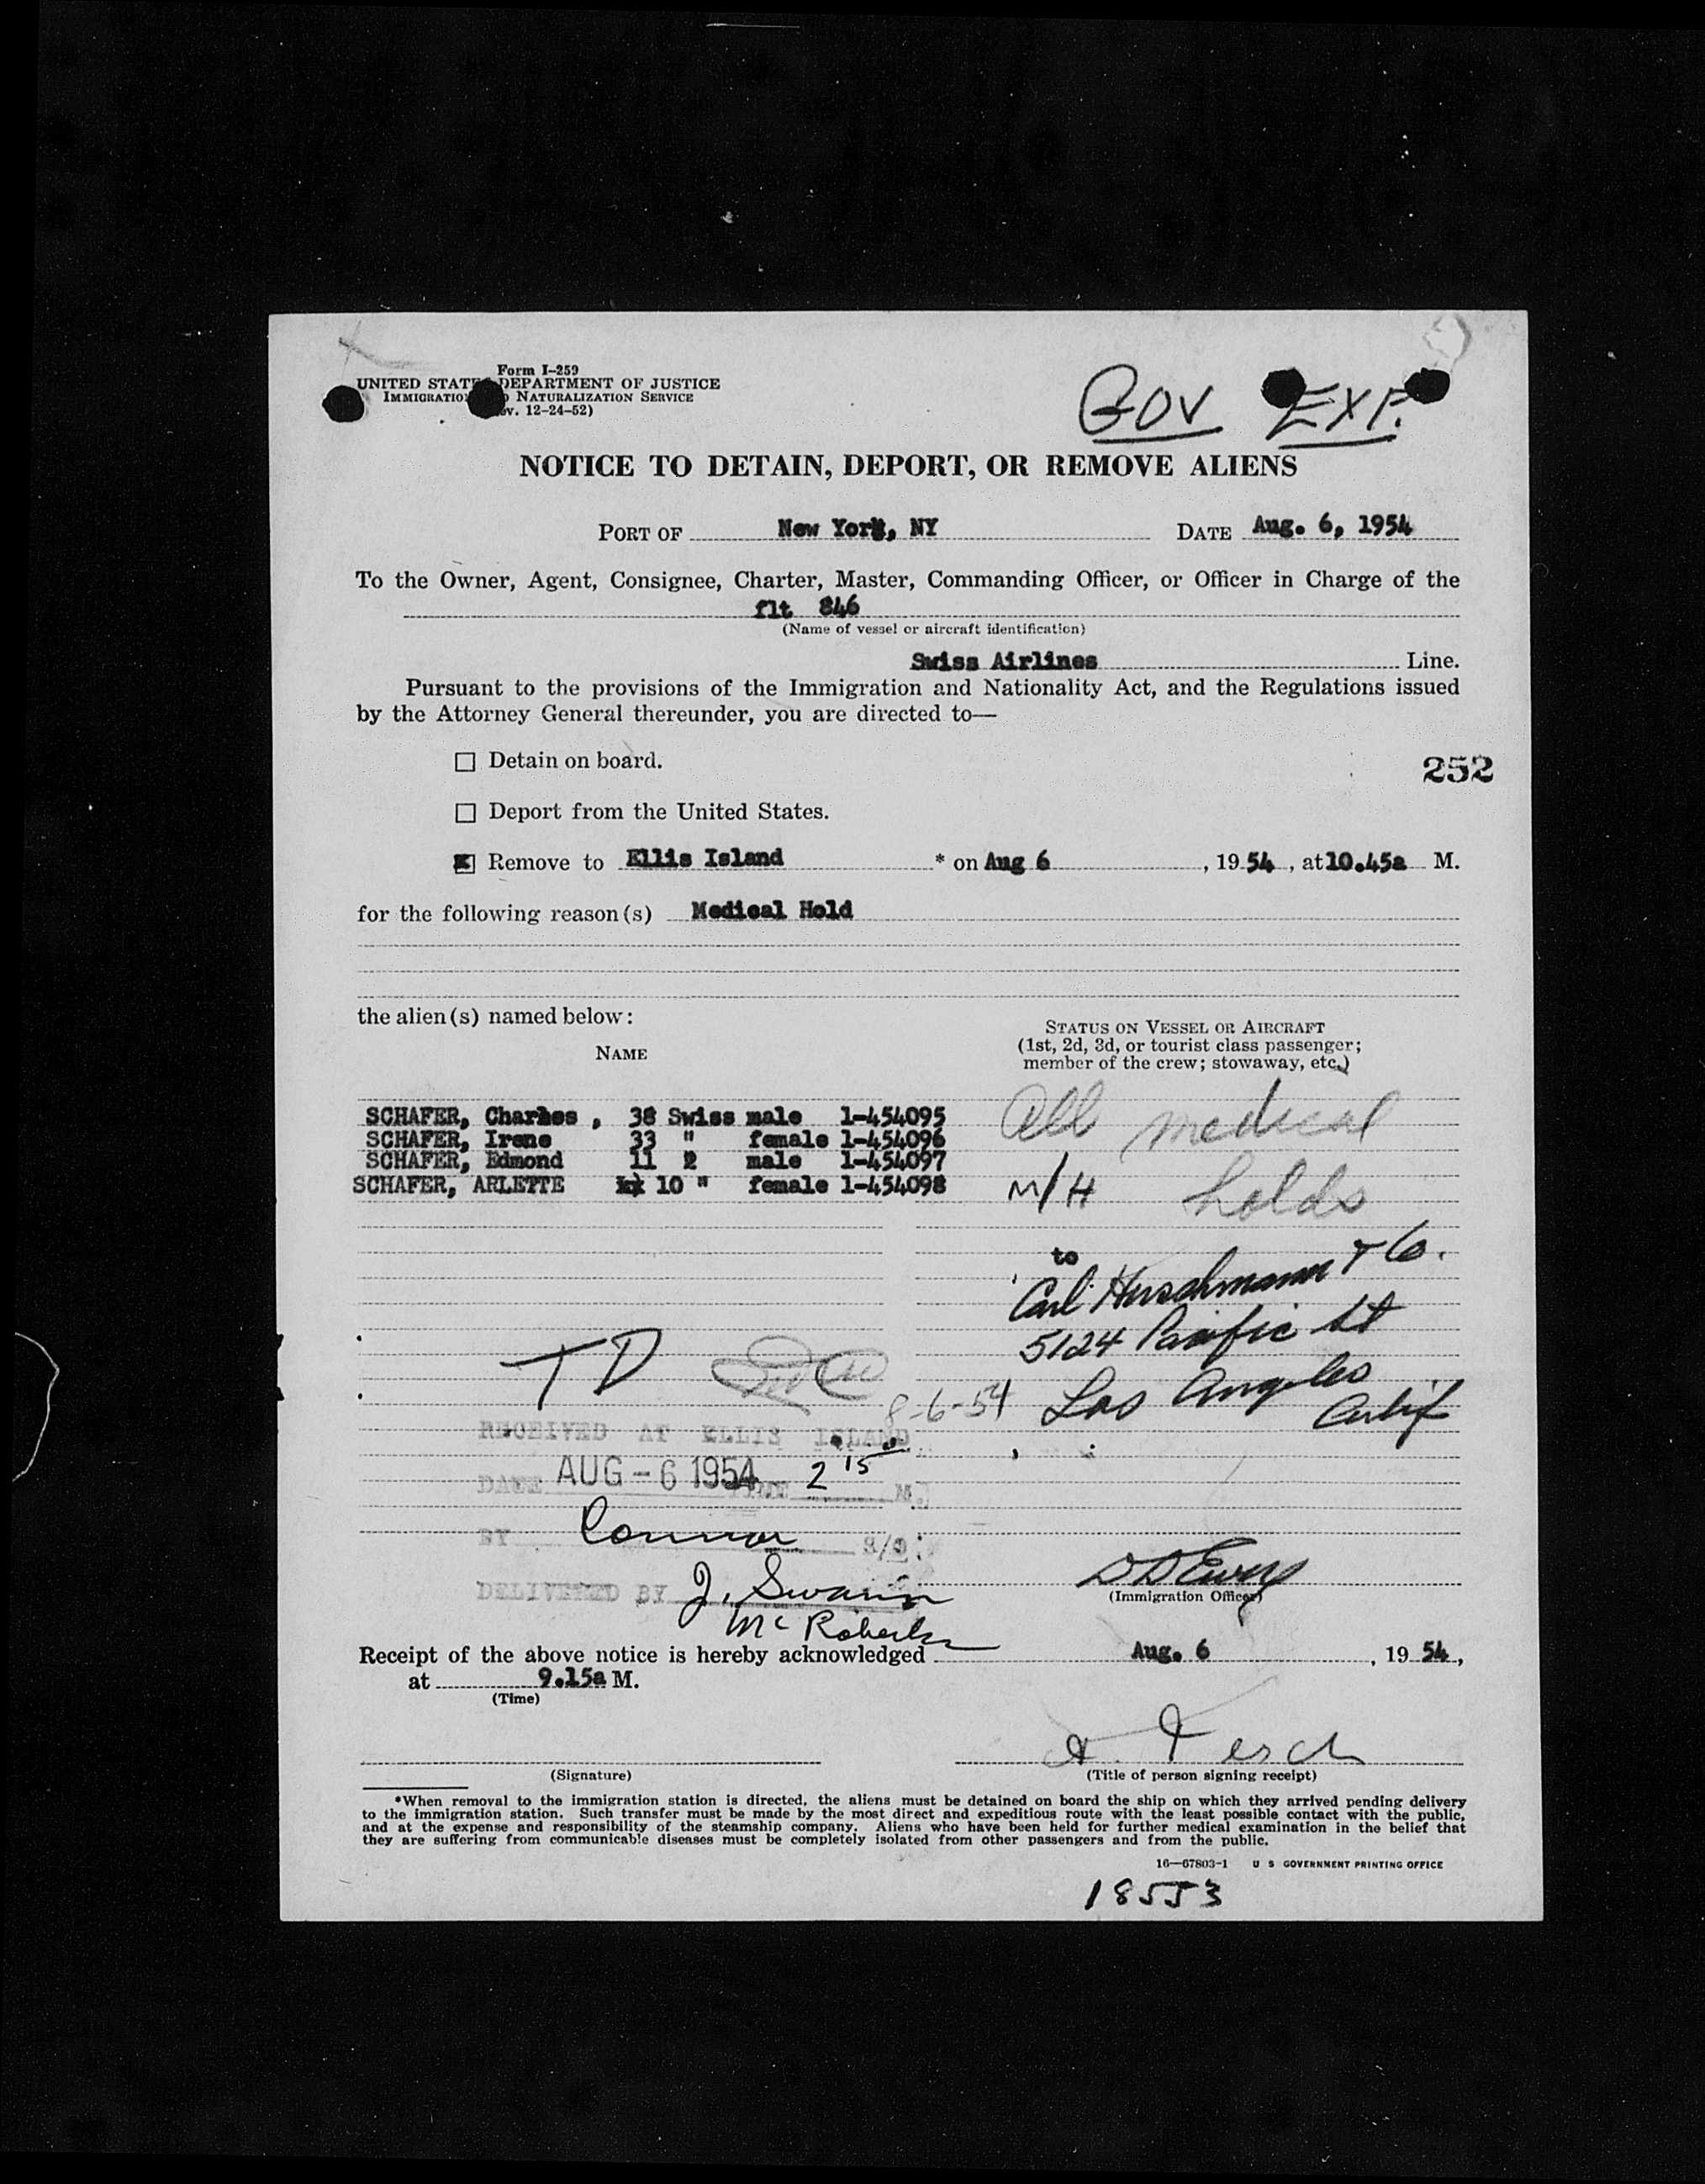 Form I-259
UNITED STATES DEPARTMENT OF JUSTICE
IMMIGRATION AND NATURALIZATION SERVICE
(Rev. 12-24-52)
GOV EXP.
NOTICE TO DETAIN, DEPORT, OR REMOVE ALIENS
PORT OF New York, NY DATE Aug. 6, 1954
To the Owner, Agent, Consignee, Charter, Master, Commanding Officer, or Officer in Charge of the
flt 846
(Name of vessel or aircraft identification)
Swiss Airlines Line.
Pursuant to the provisions of the Immigration and Nationality Act, and the Regulations issued
by the Attorney General thereunder, you are directed to—
☐ Detain on board.
252
☐ Deport from the United States.
☒ Remove to Ellis Island * on Aug 6, 1954, at 10.45a M.
for the following reason(s) Medical Hold
the alien(s) named below:
NAME
STATUS ON VESSEL OR AIRCRAFT
(1st, 2d, 3d, or tourist class passenger;
member of the crew; stowaway, etc.)
SCHAFER, Charles, 38 Swiss male 1-454095
SCHAFER, Irene 33 " female 1-454096
SCHAFER, Edmond 11 " male 1-454097
SCHAFER, ARLETTE 10 " female 1-454098
All medical
M/H holds
to
Carl Hirschmann & Co.
5124 Pacific St
Los Angeles
Calif
TD
8-6-54
RECEIVED AT ELLIS ISLAND
DATE AUG - 6 1954 TIME 2 15 M.
BY Connor
DELIVERED BY J. Swann
McRoberts
(Immigration Officer)
Receipt of the above notice is hereby acknowledged Aug. 6, 1954,
at 9.15a M.
(Time)
(Signature)
(Title of person signing receipt)
*When removal to the immigration station is directed, the aliens must be detained on board the ship on which they arrived pending delivery
to the immigration station. Such transfer must be made by the most direct and expeditious route with the least possible contact with the public,
and at the expense and responsibility of the steamship company. Aliens who have been held for further medical examination in the belief that
they are suffering from communicable diseases must be completely isolated from other passengers and from the public.
16—67803-1 U S GOVERNMENT PRINTING OFFICE
18553